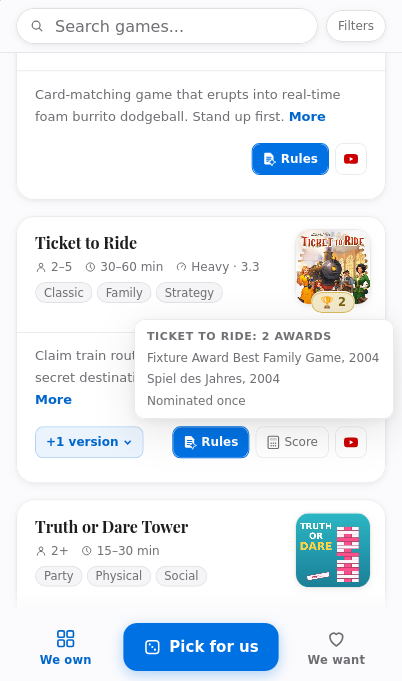 Search games...
Filters
Card-matching game that erupts into real-time
foam burrito dodgeball. Stand up first. More
Rules
Ticket to Ride
2–5 30–60 min Heavy · 3.3
Classic Family Strategy
TICKET TO RIDE
2
Claim train rout
secret destinati
More
TICKET TO RIDE: 2 AWARDS
Fixture Award Best Family Game, 2004
Spiel des Jahres, 2004
Nominated once
+1 version
Rules
Score
Truth or Dare Tower
2+ 15–30 min
Party Physical Social
TRUTH
OR
DARE
We own
Pick for us
We want